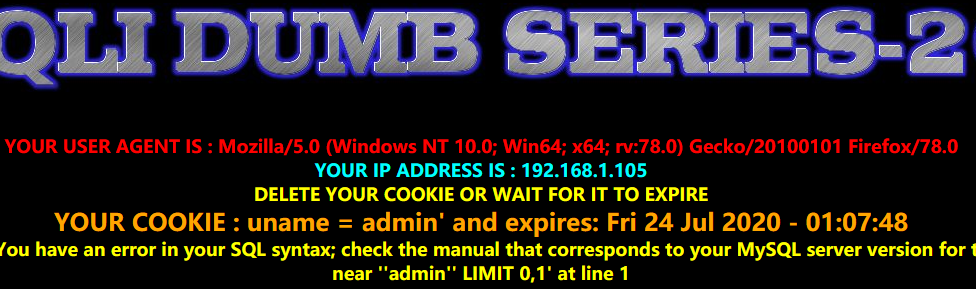 QLI DUMB SERIES-2
YOUR USER AGENT IS : Mozilla/5.0 (Windows NT 10.0; Win64; x64; rv:78.0) Gecko/20100101 Firefox/78.0
YOUR IP ADDRESS IS : 192.168.1.105
DELETE YOUR COOKIE OR WAIT FOR IT TO EXPIRE
YOUR COOKIE : uname = admin' and expires: Fri 24 Jul 2020 - 01:07:48
You have an error in your SQL syntax; check the manual that corresponds to your MySQL server version for t
near ''admin'' LIMIT 0,1' at line 1